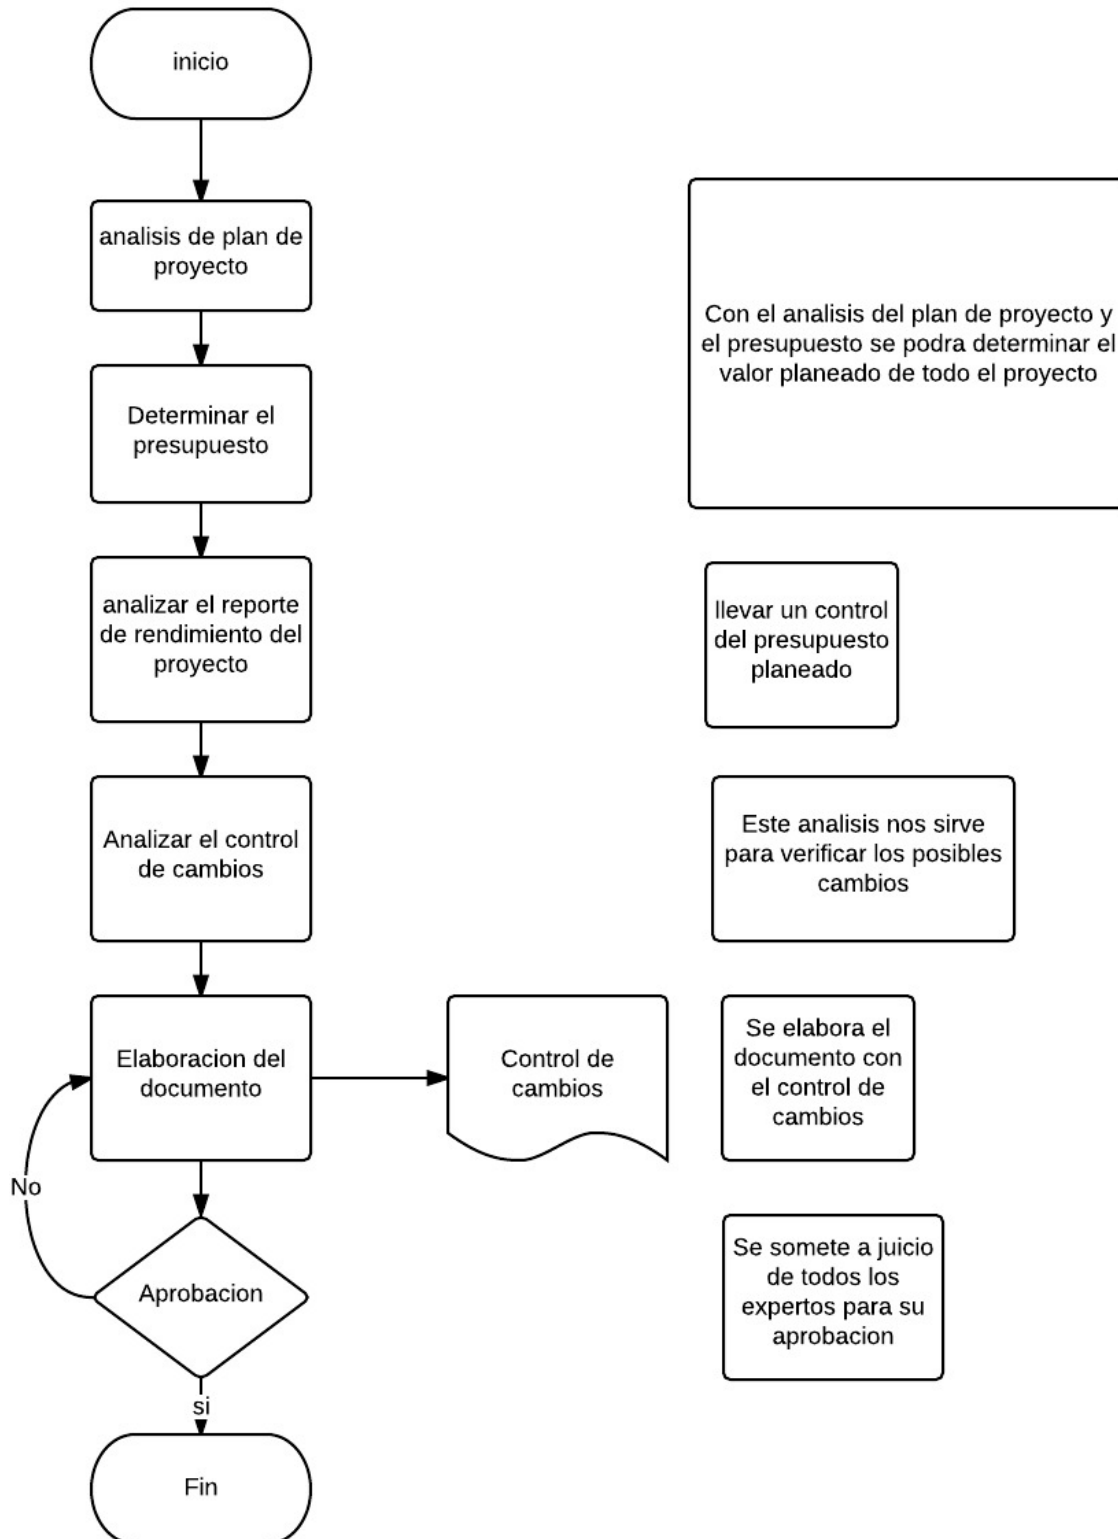 inicio
analisis de plan de
proyecto
Con el analisis del plan de proyecto y
el presupuesto se podra determinar el
valor planeado de todo el proyecto
Determinar el
presupuesto
analizar el reporte
de rendimiento del
proyecto
llevar un control
del presupuesto
planeado
Analizar el control
de cambios
Este analisis nos sirve
para verificar los posibles
cambios
Elaboracion del
documento
Control de
cambios
Se elabora el
documento con
el control de
cambios
No
Aprobacion
Se somete a juicio
de todos los
expertos para su
aprobacion
si
Fin